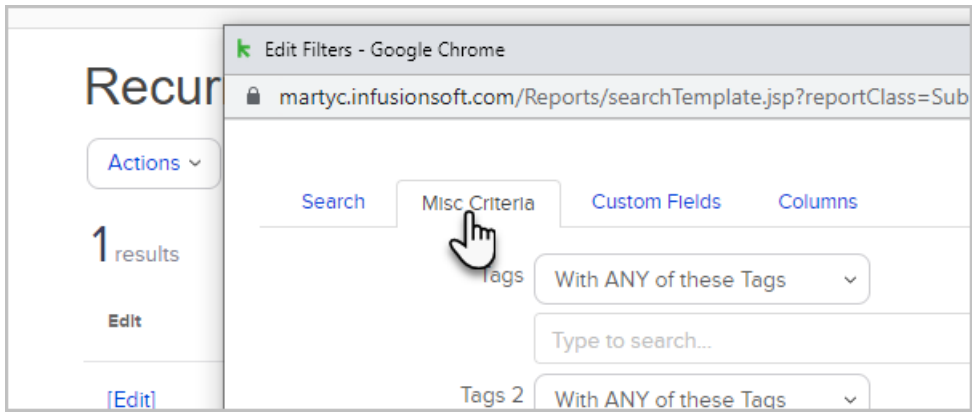 Edit Filters - Google Chrome
martyc.infusionsoft.com/Reports/searchTemplate.jsp?reportClass=Sub
Recur
Actions
1 results
Edit
[Edit]
Search Misc Criteria Custom Fields Columns
Tags With ANY of these Tags
Type to search...
Tags 2 With ANY of these Tags